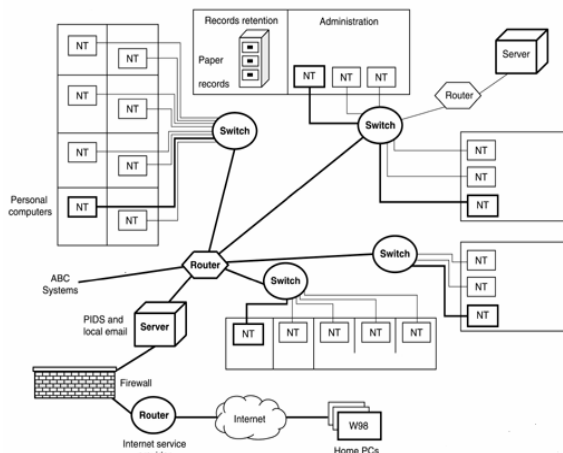 Records retention
Administration
Paper
records
NT
NT
NT
Server
Router
NT
NT
NT
NT
NT
NT
NT
NT
Switch
Switch
NT
NT
NT
Personal
computers
Router
ABC
Systems
Switch
Switch
NT
NT
NT
PIDS and
local email
Server
NT
NT
NT
NT
NT
Firewall
Router
Internet
W98
Internet service
Home PCs